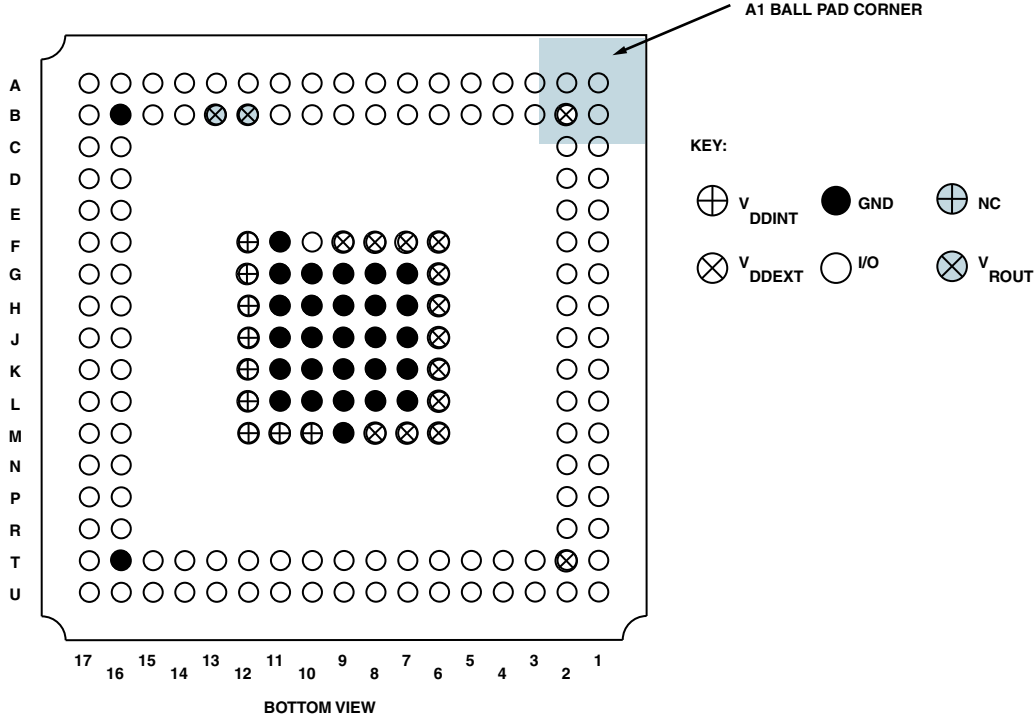 A1 BALL PAD CORNER
A
B
C
D
E
F
G
H
J
K
L
M
N
P
R
T
U
KEY:
VDDINT GND NC
VDDEXT I/O VROUT
17 16 15 14 13 12 11 10 9 8 7 6 5 4 3 2 1
BOTTOM VIEW